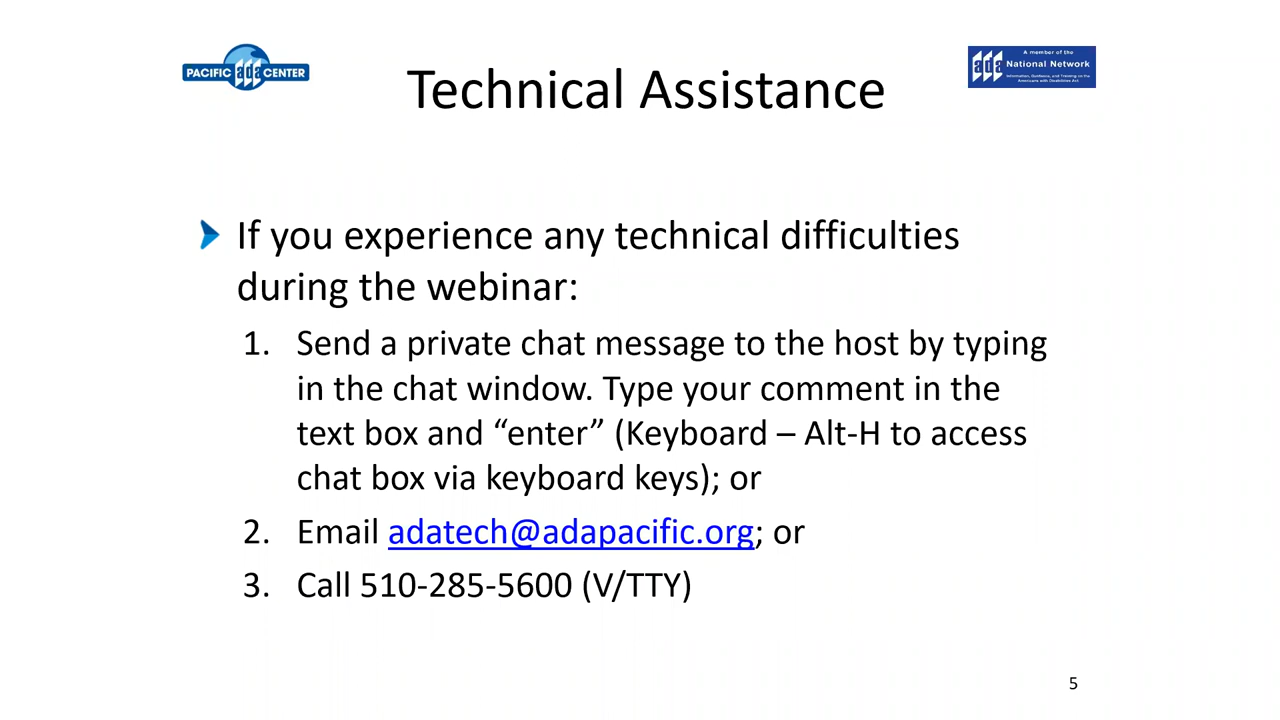 PACIFIC ada CENTER
A member of the
ada National Network
Information, Guidance, and Training on the
Americans with Disabilities Act
Technical Assistance
If you experience any technical difficulties
during the webinar:
1. Send a private chat message to the host by typing
in the chat window. Type your comment in the
text box and “enter” (Keyboard – Alt-H to access
chat box via keyboard keys); or
2. Email adatech@adapacific.org; or
3. Call 510-285-5600 (V/TTY)
5